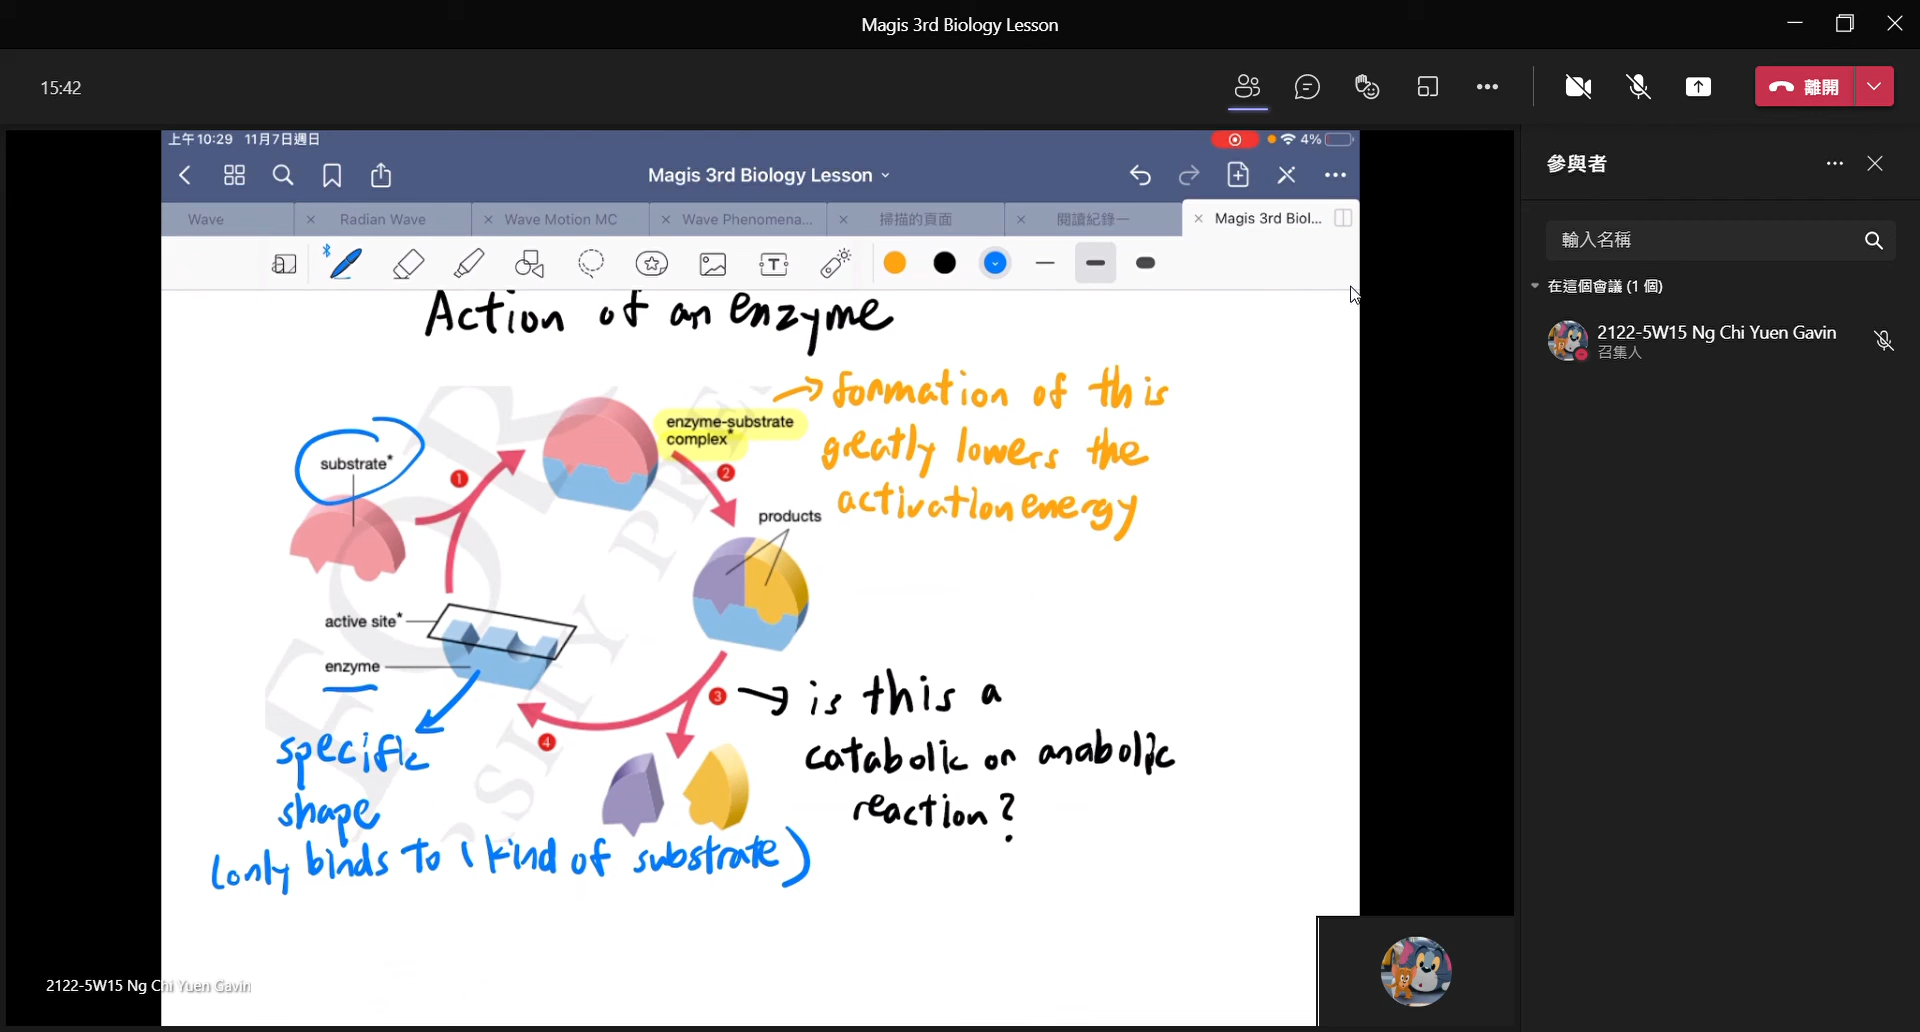 Magis 3rd Biology Lesson
15:42
離開
上午10:29 11月7日週日
4%
Magis 3rd Biology Lesson
Wave
Radian Wave
Wave Motion MC
Wave Phenomena...
掃描的頁面
閱讀紀錄一
Magis 3rd Biol...
Action of an enzyme
enzyme-substrate
complex*
→ formation of this
greatly lowers the
activation energy
substrate*
1
2
products
active site*
enzyme
3
→ is this a
catabolic or anabolic
reaction?
4
specific
shape
(only binds to 1 kind of substrate)
2122-5W15 Ng Chi Yuen Gavin
參與者
輸入名稱
在這個會議 (1 個)
2122-5W15 Ng Chi Yuen Gavin
召集人